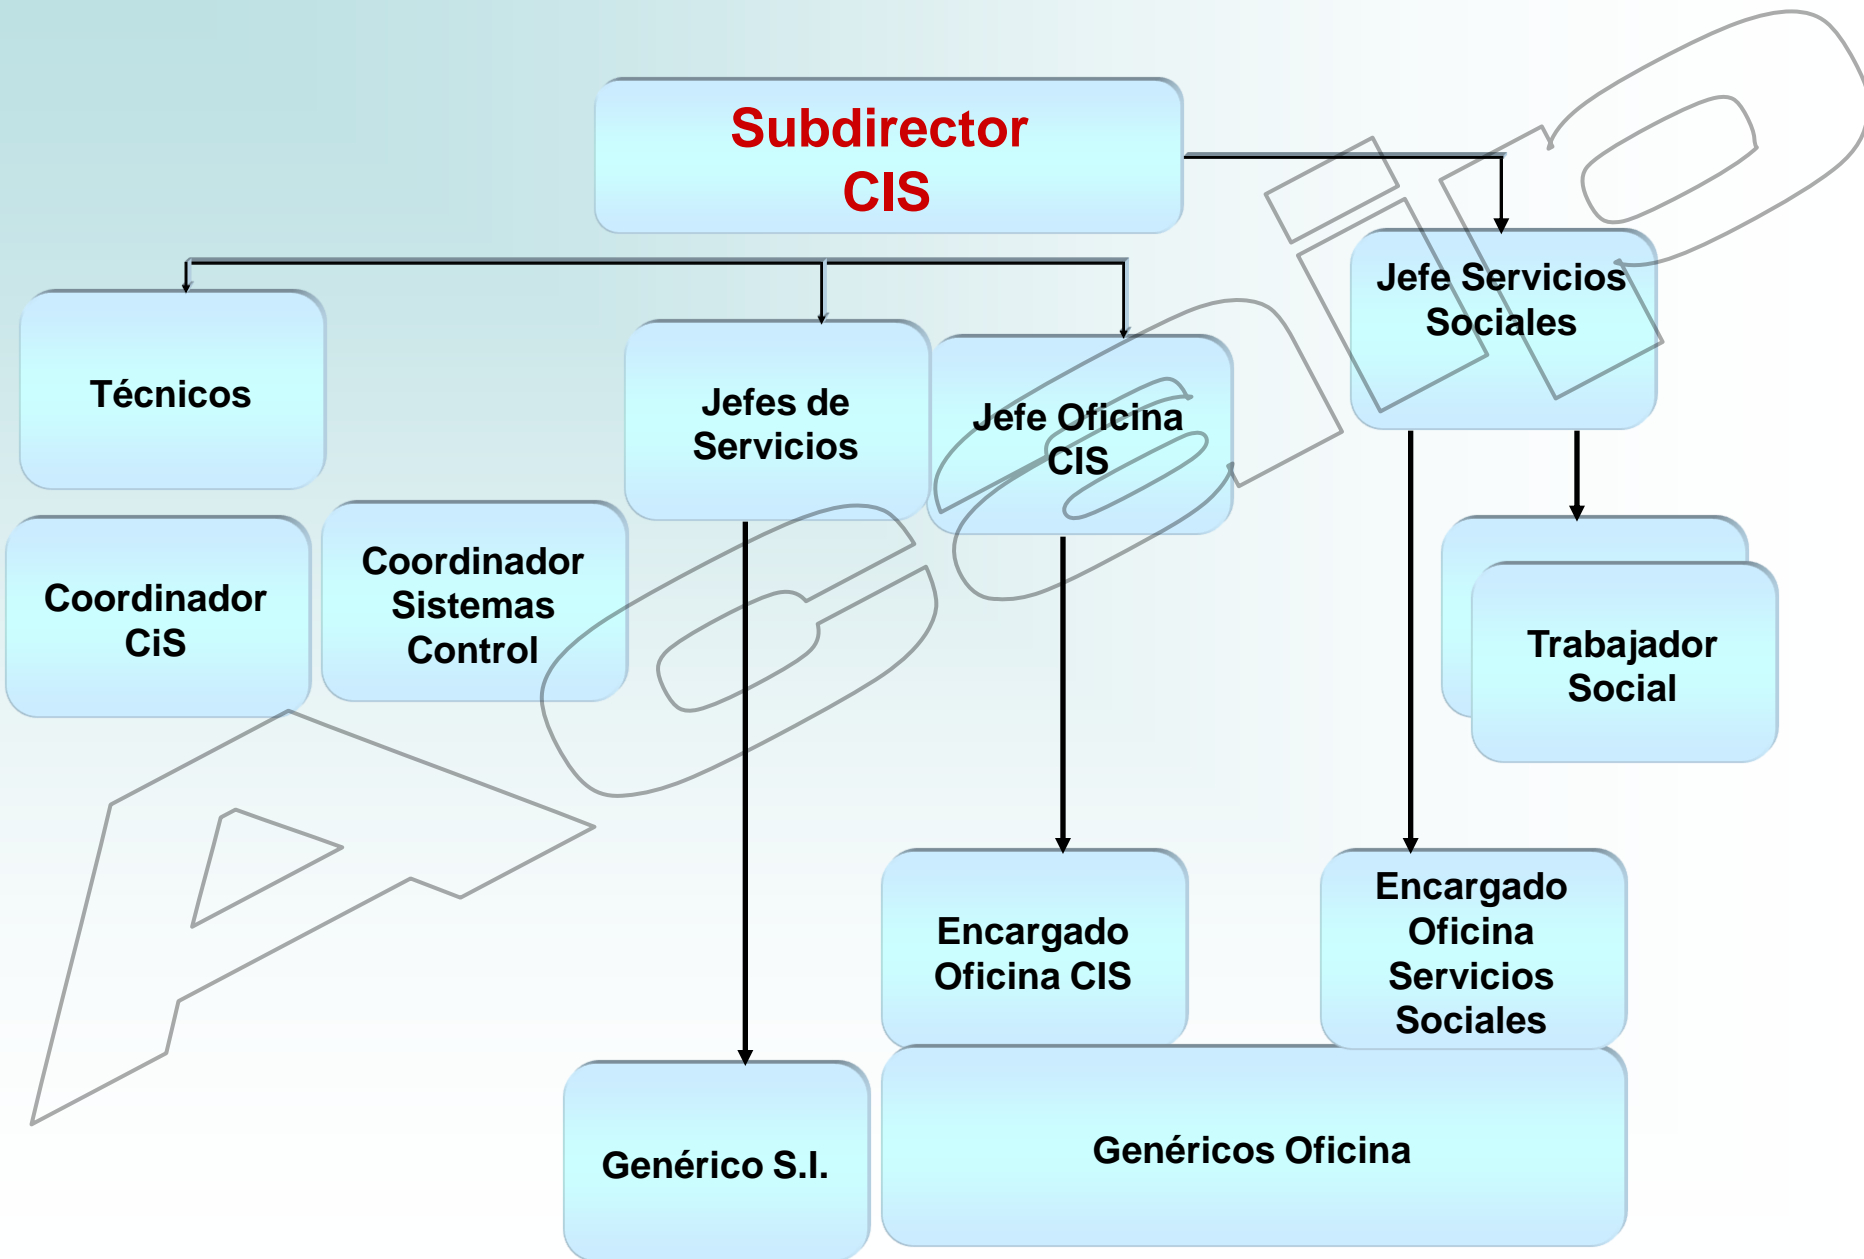 Subdirector
CIS
Jefe Servicios
Sociales
Técnicos
Jefes de
Servicios
Jefe Oficina
CIS
Coordinador
CiS
Coordinador
Sistemas
Control
Trabajador
Social
Encargado
Oficina CIS
Encargado
Oficina
Servicios
Sociales
Genérico S.I.
Genéricos Oficina
Acaip